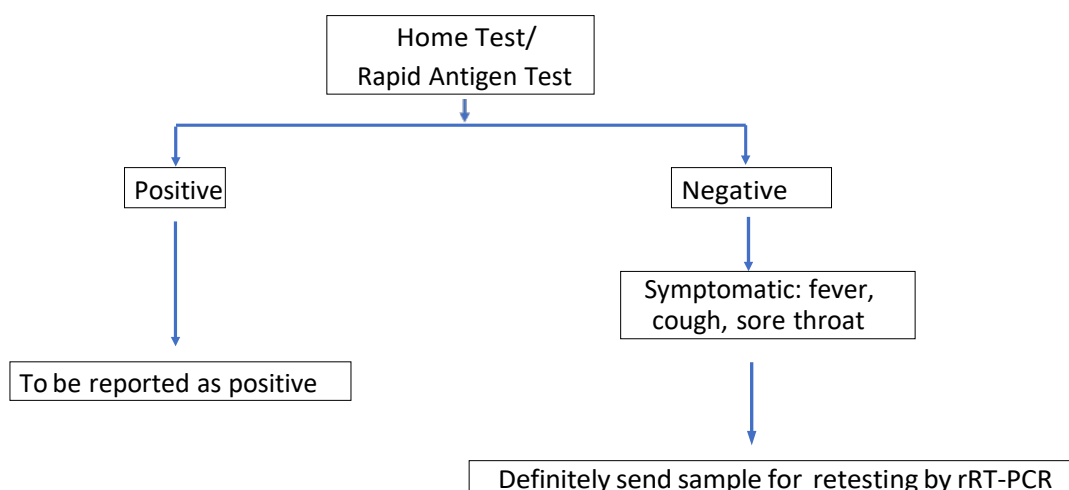 Home Test/
Rapid Antigen Test
Positive
Negative
Symptomatic: fever,
cough, sore throat
To be reported as positive
Definitely send sample for retesting by rRT-PCR